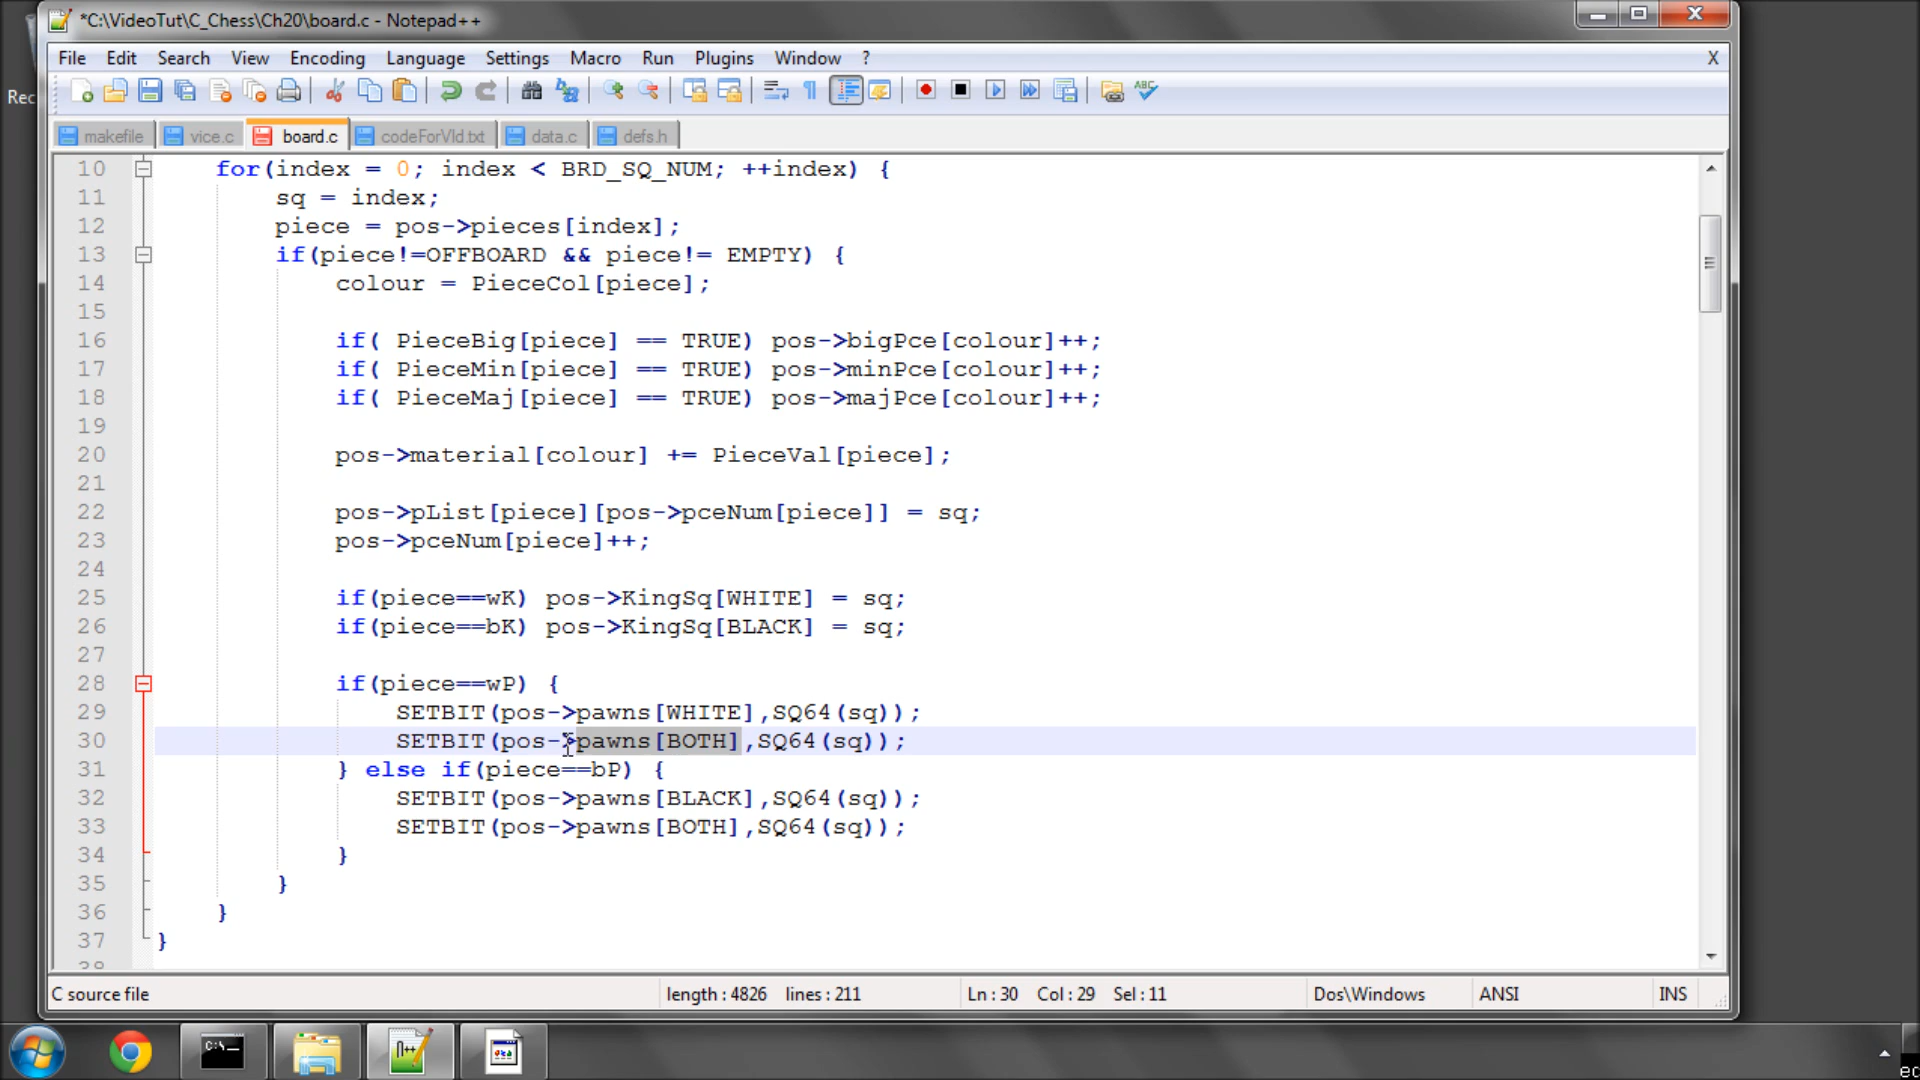 *C:\VideoTut\C_Chess\Ch20\board.c - Notepad++
File Edit Search View Encoding Language Settings Macro Run Plugins Window ? X
Rec
makefile vice.c board.c codeForVId.txt data.c defs.h
10 for(index = 0; index < BRD_SQ_NUM; ++index) {
11 sq = index;
12 piece = pos->pieces[index];
13 if(piece!=OFFBOARD && piece!= EMPTY) {
14 colour = PieceCol[piece];
15
16 if( PieceBig[piece] == TRUE) pos->bigPce[colour]++;
17 if( PieceMin[piece] == TRUE) pos->minPce[colour]++;
18 if( PieceMaj[piece] == TRUE) pos->majPce[colour]++;
19
20 pos->material[colour] += PieceVal[piece];
21
22 pos->pList[piece][pos->pceNum[piece]] = sq;
23 pos->pceNum[piece]++;
24
25 if(piece==wK) pos->KingSq[WHITE] = sq;
26 if(piece==bK) pos->KingSq[BLACK] = sq;
27
28 if(piece==wP) {
29 SETBIT(pos->pawns[WHITE],SQ64(sq));
30 SETBIT(pos->pawns[BOTH],SQ64(sq));
31 } else if(piece==bP) {
32 SETBIT(pos->pawns[BLACK],SQ64(sq));
33 SETBIT(pos->pawns[BOTH],SQ64(sq));
34 }
35 }
36 }
37 }
38
C source file length : 4826 lines : 211 Ln : 30 Col : 29 Sel : 11 Dos\Windows ANSI INS